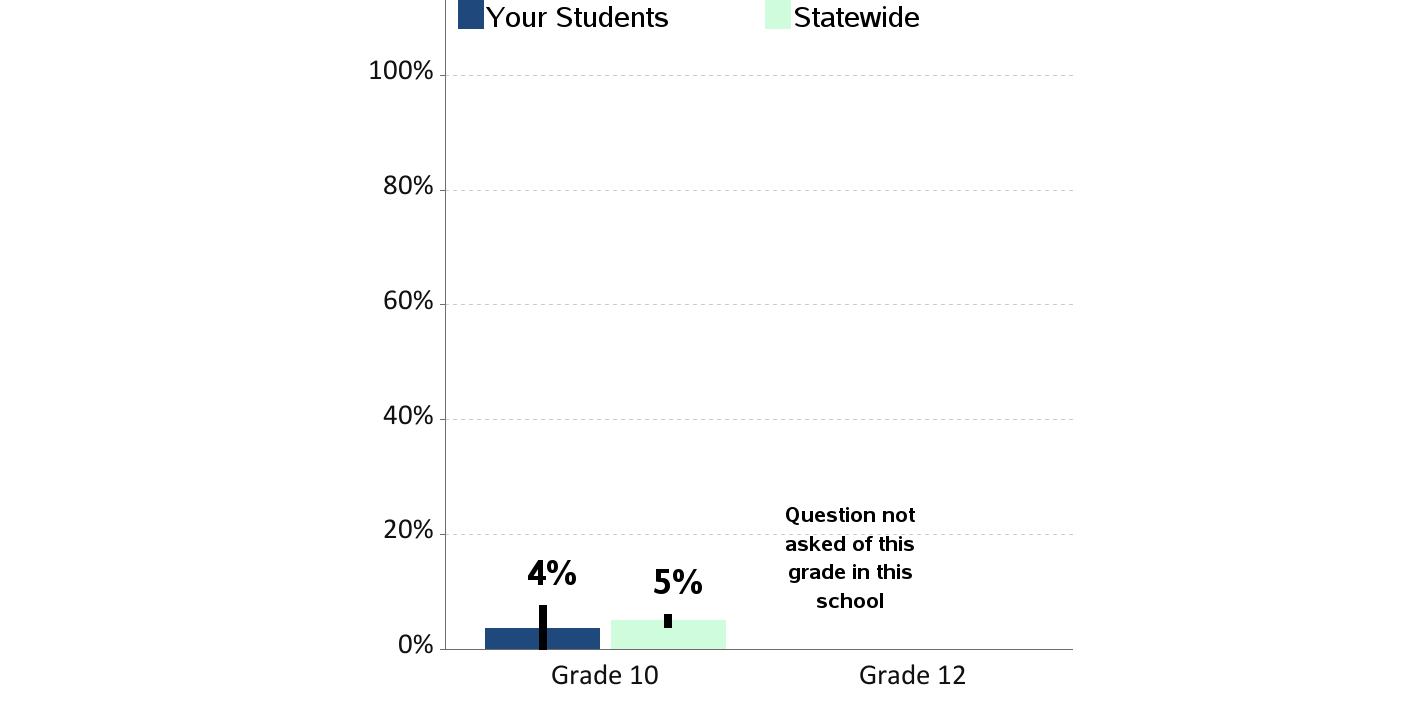 Your Students Statewide
100%
80%
60%
40%
20%
0%
4%
5%
Question not
asked of this
grade in this
school
Grade 10 Grade 12